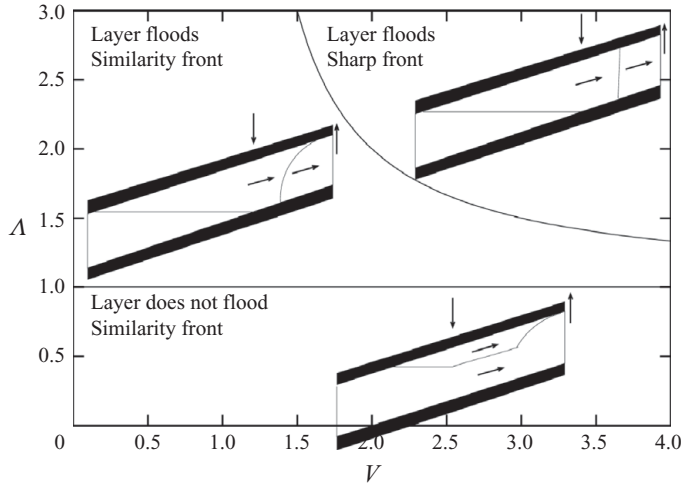 3.0
Layer floods
Similarity front
Layer floods
Sharp front
2.5
2.0
Λ
1.5
1.0
Layer does not flood
Similarity front
0.5
0
0.5
1.0
1.5
2.0
2.5
3.0
3.5
4.0
V